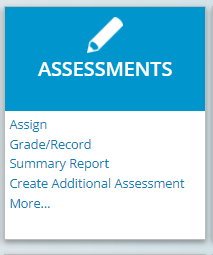 ASSESSMENTS
Assign
Grade/Record
Summary Report
Create Additional Assessment
More...